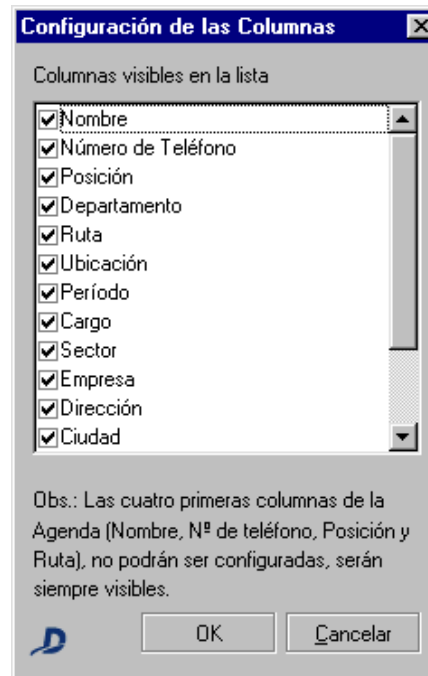 Configuración de las Columnas
Columnas visibles en la lista
Nombre
Número de Teléfono
Posición
Departamento
Ruta
Ubicación
Período
Cargo
Sector
Empresa
Dirección
Ciudad
Obs.: Las cuatro primeras columnas de la
Agenda (Nombre, Nº de teléfono, Posición y
Ruta), no podrán ser configuradas, serán
siempre visibles.
OK
Cancelar